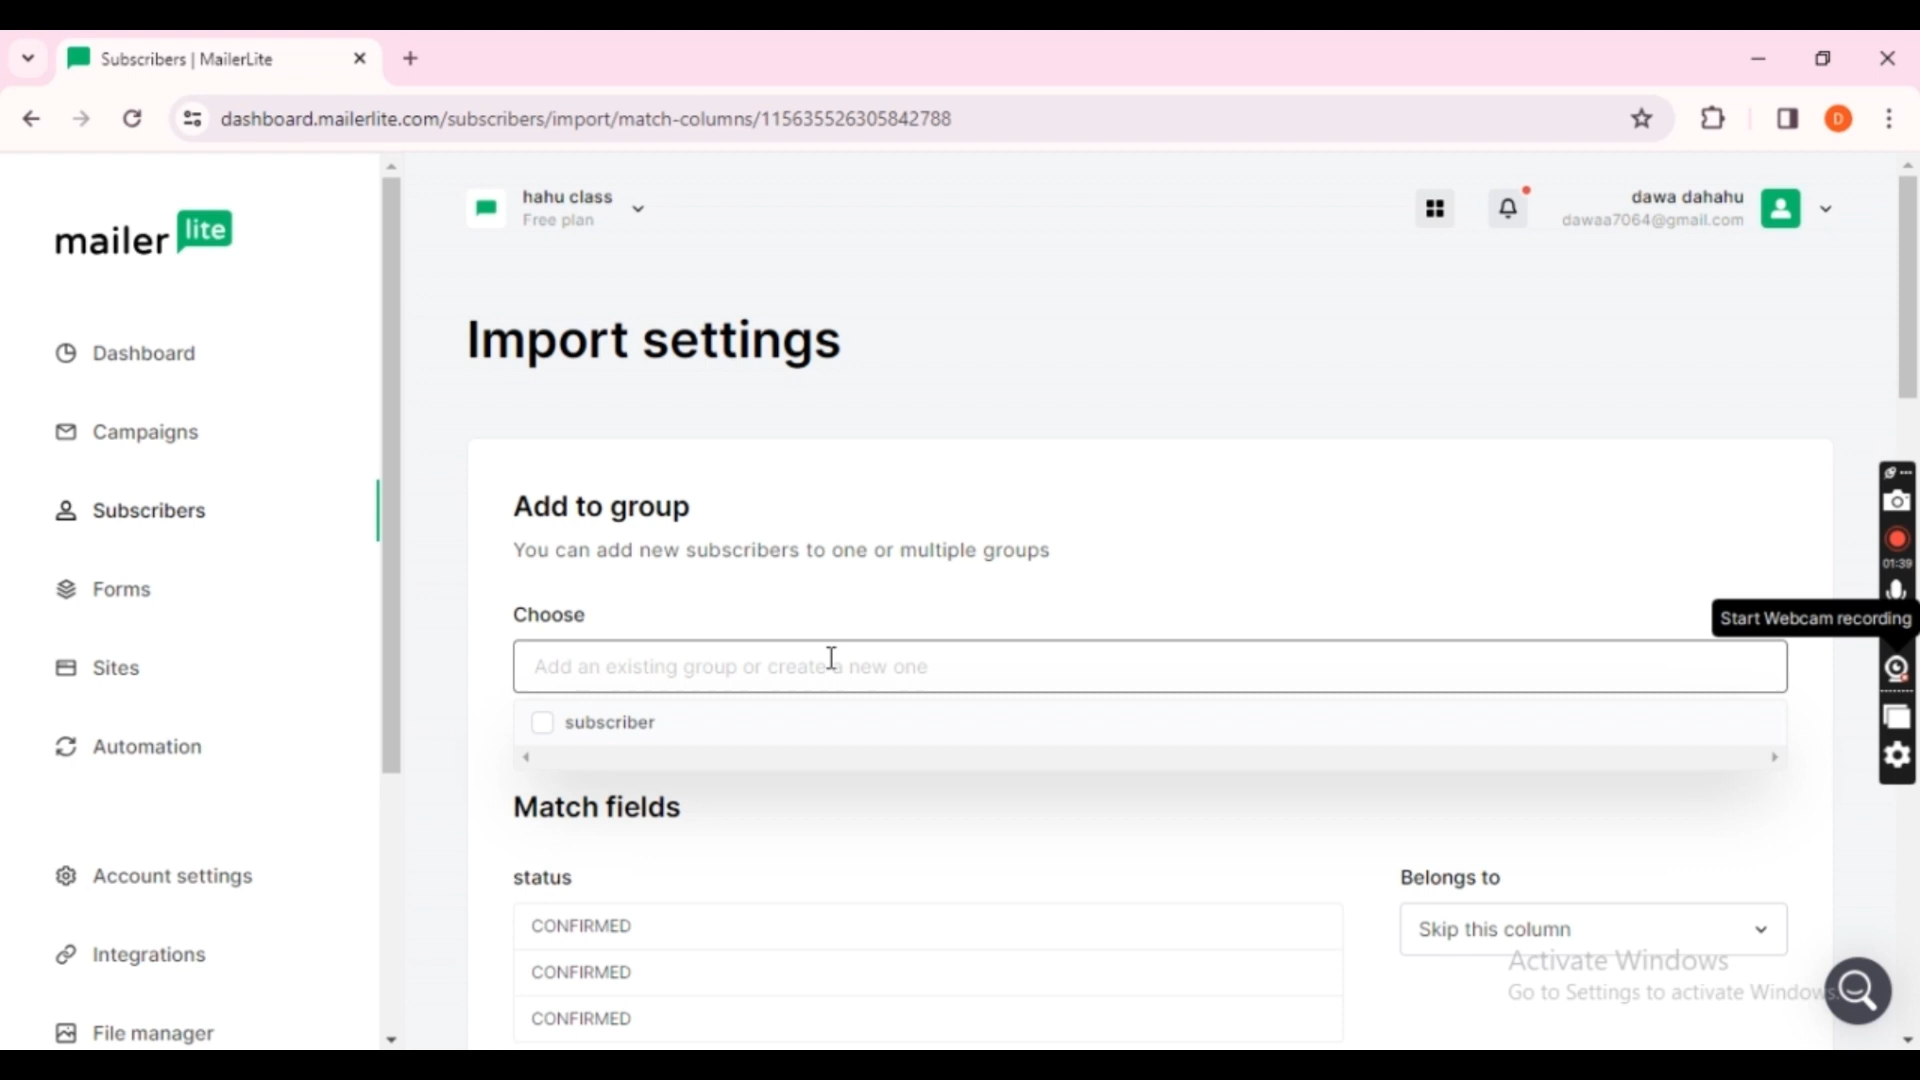 Subscribers | MailerLite
dashboard.mailerlite.com/subscribers/import/match-columns/115635526305842788
mailer lite
hahu class
Free plan
dawa dahahu
dawaa7064@gmail.com
D
Dashboard
Campaigns
Subscribers
Forms
Sites
Automation
Account settings
Integrations
File manager
Import settings
Add to group
You can add new subscribers to one or multiple groups
Choose
Add an existing group or create a new one
subscriber
Match fields
status
CONFIRMED
CONFIRMED
CONFIRMED
Belongs to
Skip this column
01:39
Start Webcam recording
Activate Windows
Go to Settings to activate Windows.